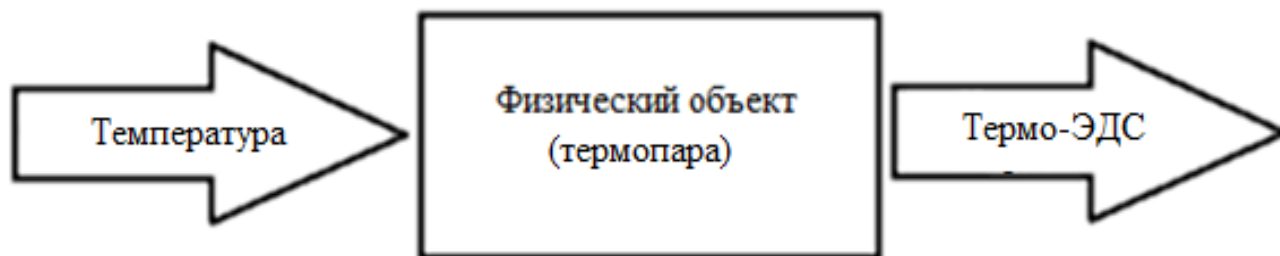 Температура
Физический объект
(термопара)
Термо-ЭДС